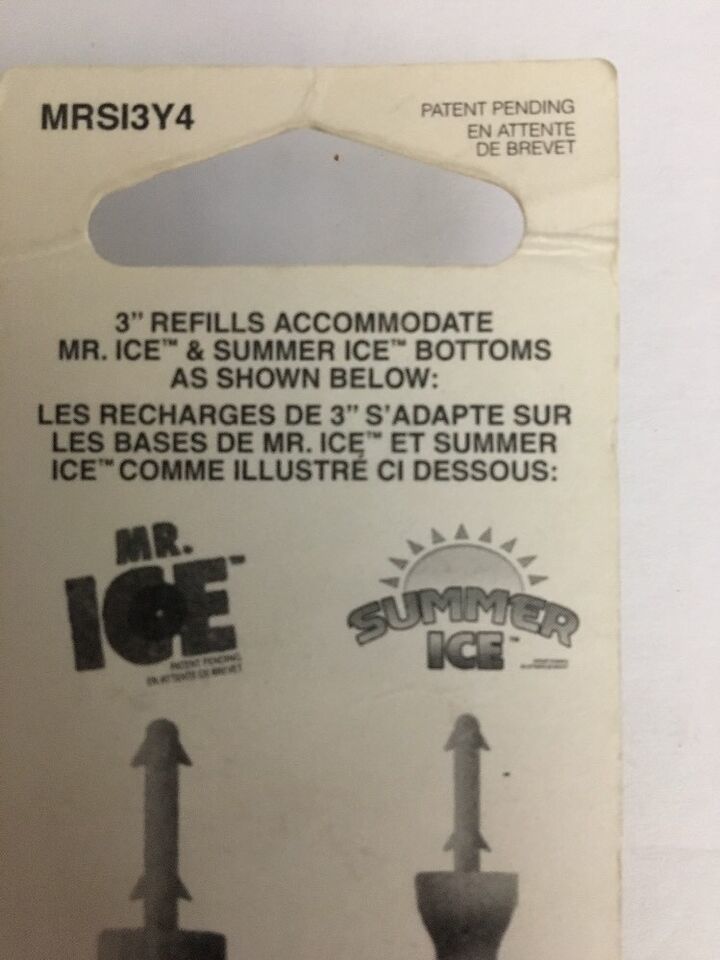 MRSI3Y4
PATENT PENDING
EN ATTENTE
DE BREVET
3" REFILLS ACCOMMODATE
MR. ICE™ & SUMMER ICE™ BOTTOMS
AS SHOWN BELOW:
LES RECHARGES DE 3" S'ADAPTE SUR
LES BASES DE MR. ICE™ ET SUMMER
ICE™ COMME ILLUSTRÉ CI DESSOUS:
MR.
ICE™
PATENT PENDING
EN ATTENTE DE BREVET
SUMMER
ICE™